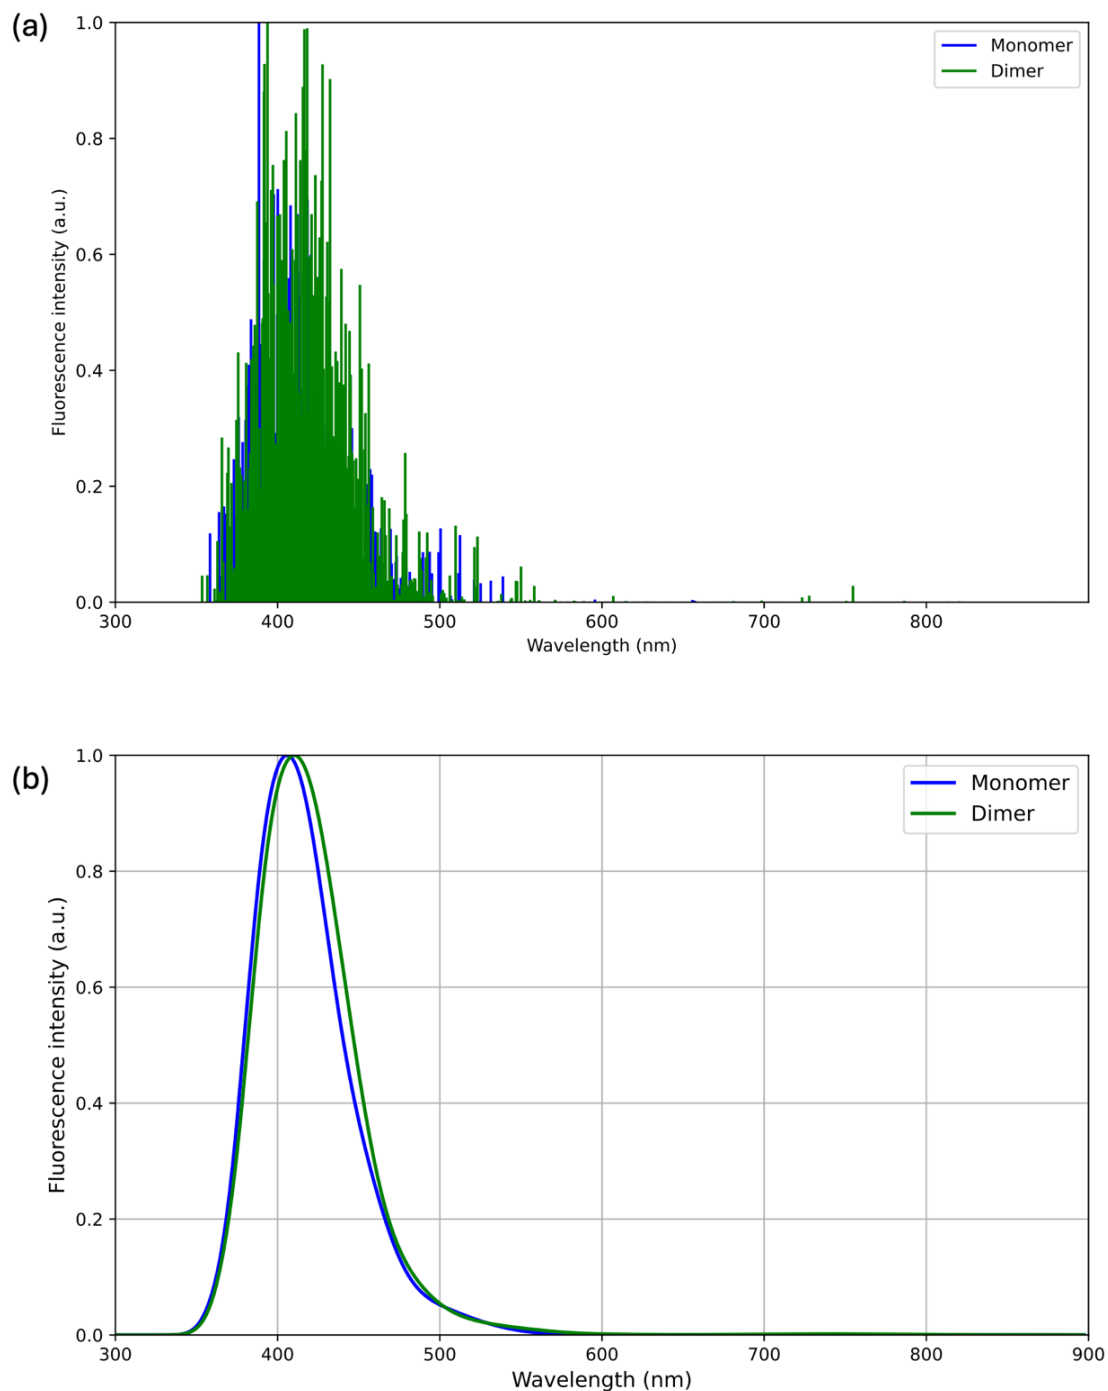 (a)
Fluorescence intensity (a.u.)
1.0
0.8
0.6
0.4
0.2
0.0
Monomer
Dimer
300 400 500 600 700 800
Wavelength (nm)
(b)
Fluorescence intensity (a.u.)
1.0
0.8
0.6
0.4
0.2
0.0
Monomer
Dimer
300 400 500 600 700 800 900
Wavelength (nm)